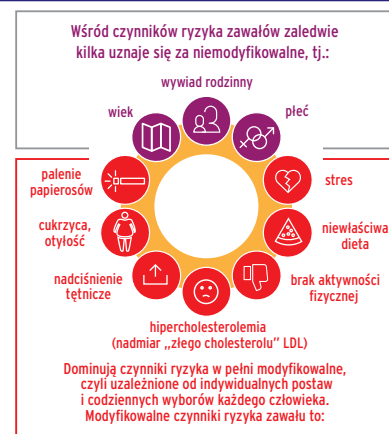 Wśród czynników ryzyka zawałów zaledwie
kilka uznaje się za niemodyfikowalne, tj.:
wywiad rodzinny
wiek
płeć
palenie
papierosów
stres
cukrzyca,
otyłość
niewłaściwa
dieta
nadciśnienie
tętnicze
brak aktywności
fizycznej
hipercholesterolemia
(nadmiar „złego cholesterolu” LDL)
Dominują czynniki ryzyka w pełni modyfikowalne,
czyli uzależnione od indywidualnych postaw
i codziennych wyborów każdego człowieka.
Modyfikowalne czynniki ryzyka zawału to: